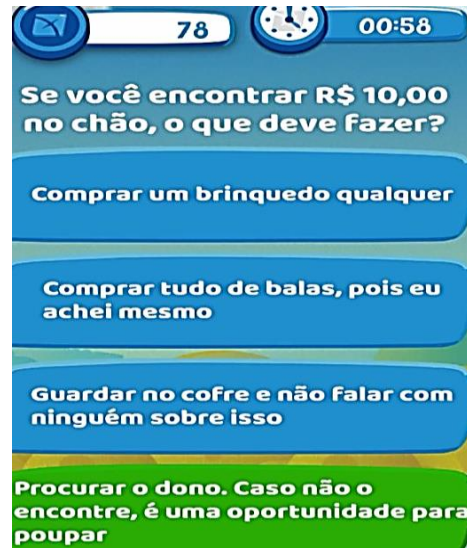 78
00:58
Se você encontrar R$ 10,00
no chão, o que deve fazer?
Comprar um brinquedo qualquer
Comprar tudo de balas, pois eu
achei mesmo
Guardar no cofre e não falar com
ninguém sobre isso
Procurar o dono. Caso não o
encontre, é uma oportunidade para
poupar